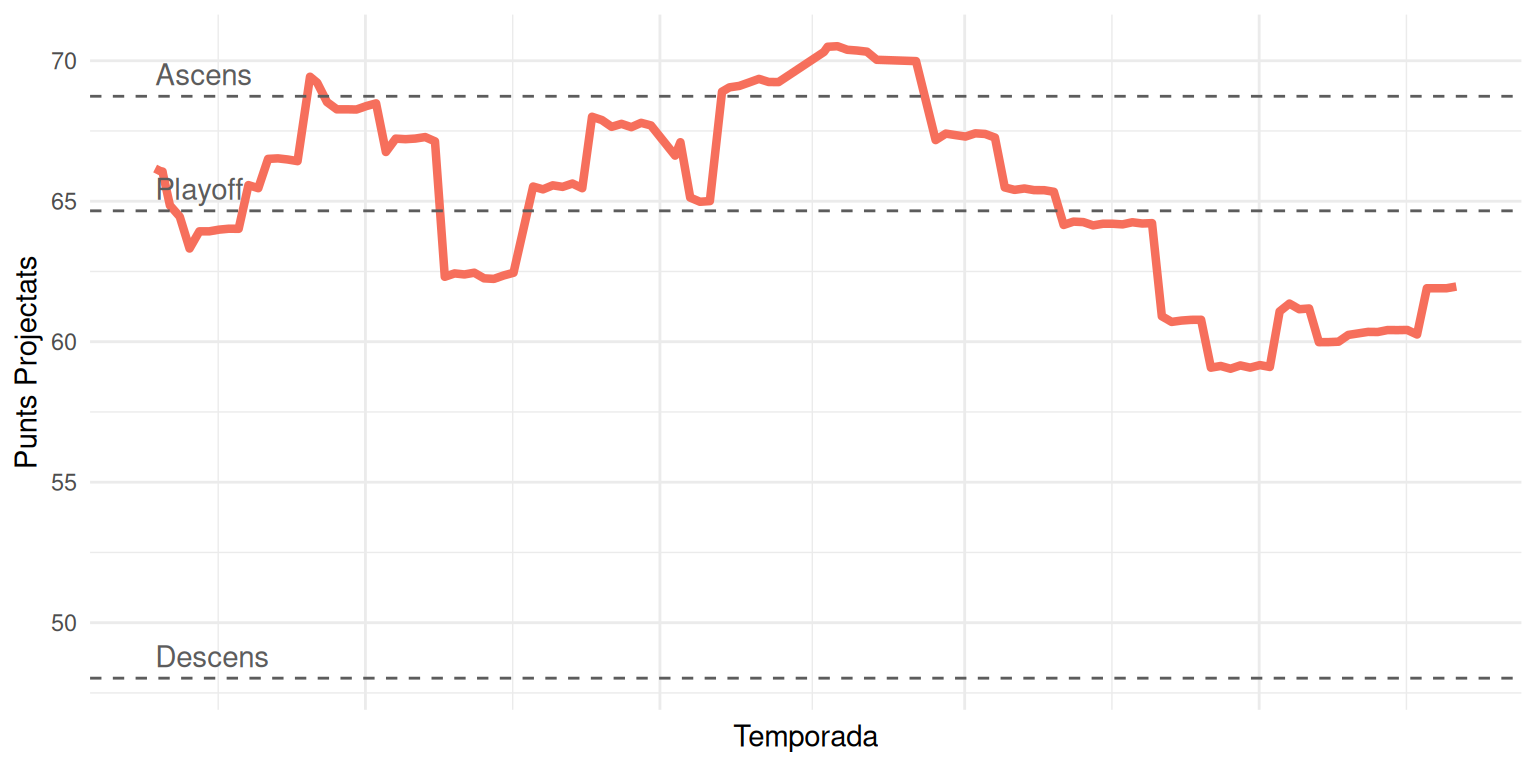 70
Ascens
Playoff
65
60
55
50
Descens
Punts Projectats
Temporada